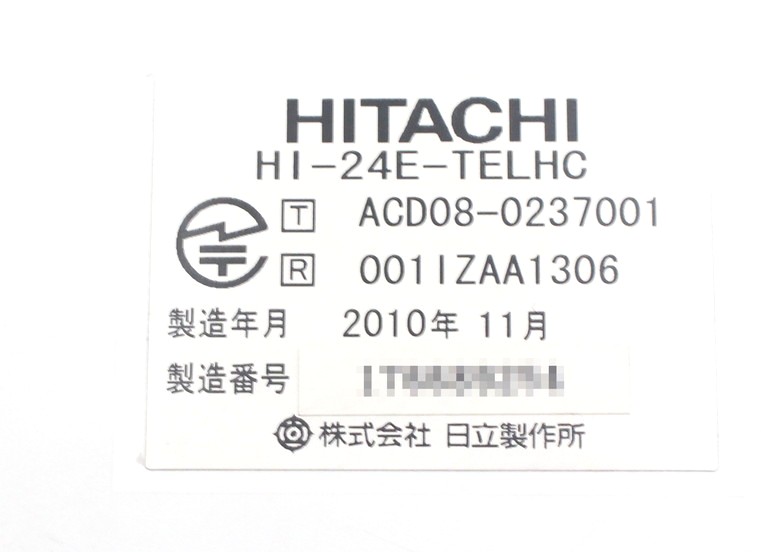 HITACHI
HI-24E-TELHC
T ACD08-0237001
R 001IZAA1306
製造年月 2010年 11月
製造番号
株式会社 日立製作所